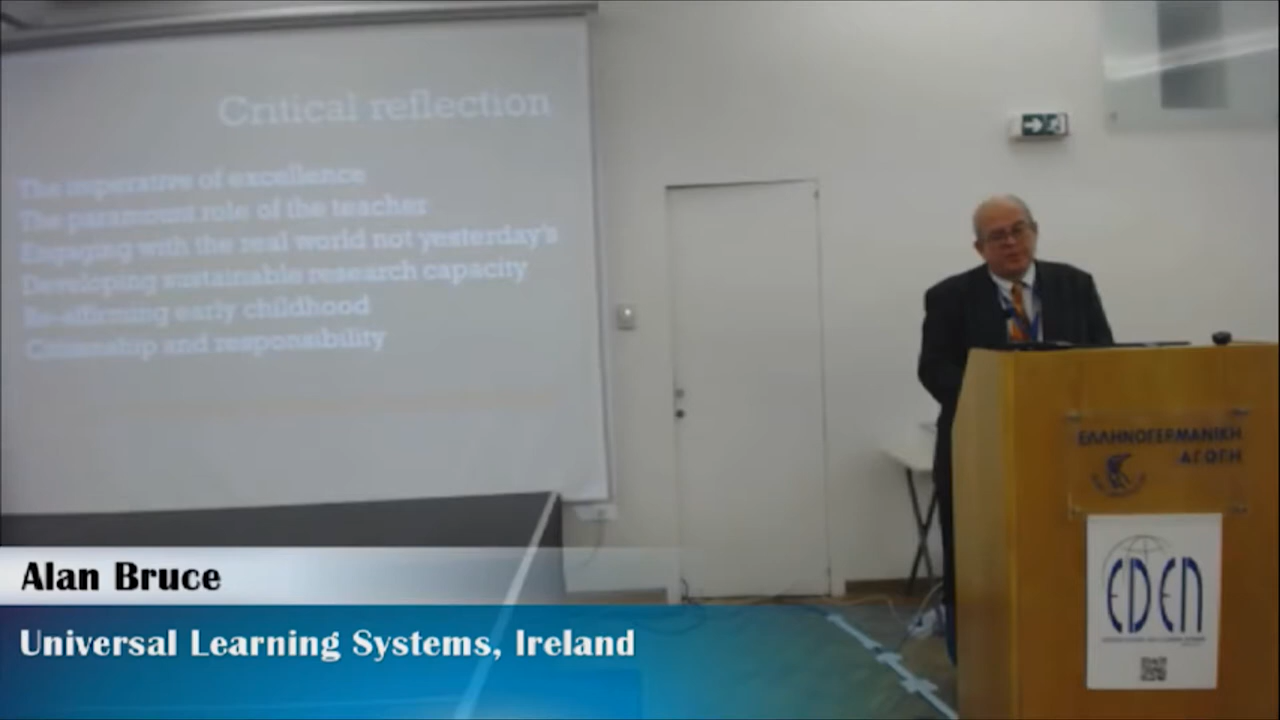 Critical reflection
The imperative of excellence
The paramount role of the teacher
Engaging with the real world not yesterday's
Developing sustainable research capacity
Re-affirming early childhood
Citizenship and responsibility
ΕΛΛΗΝΟΓΕΡΜΑΝΙΚΗ
ΑΓΩΓΗ
EDEN
Alan Bruce
Universal Learning Systems, Ireland